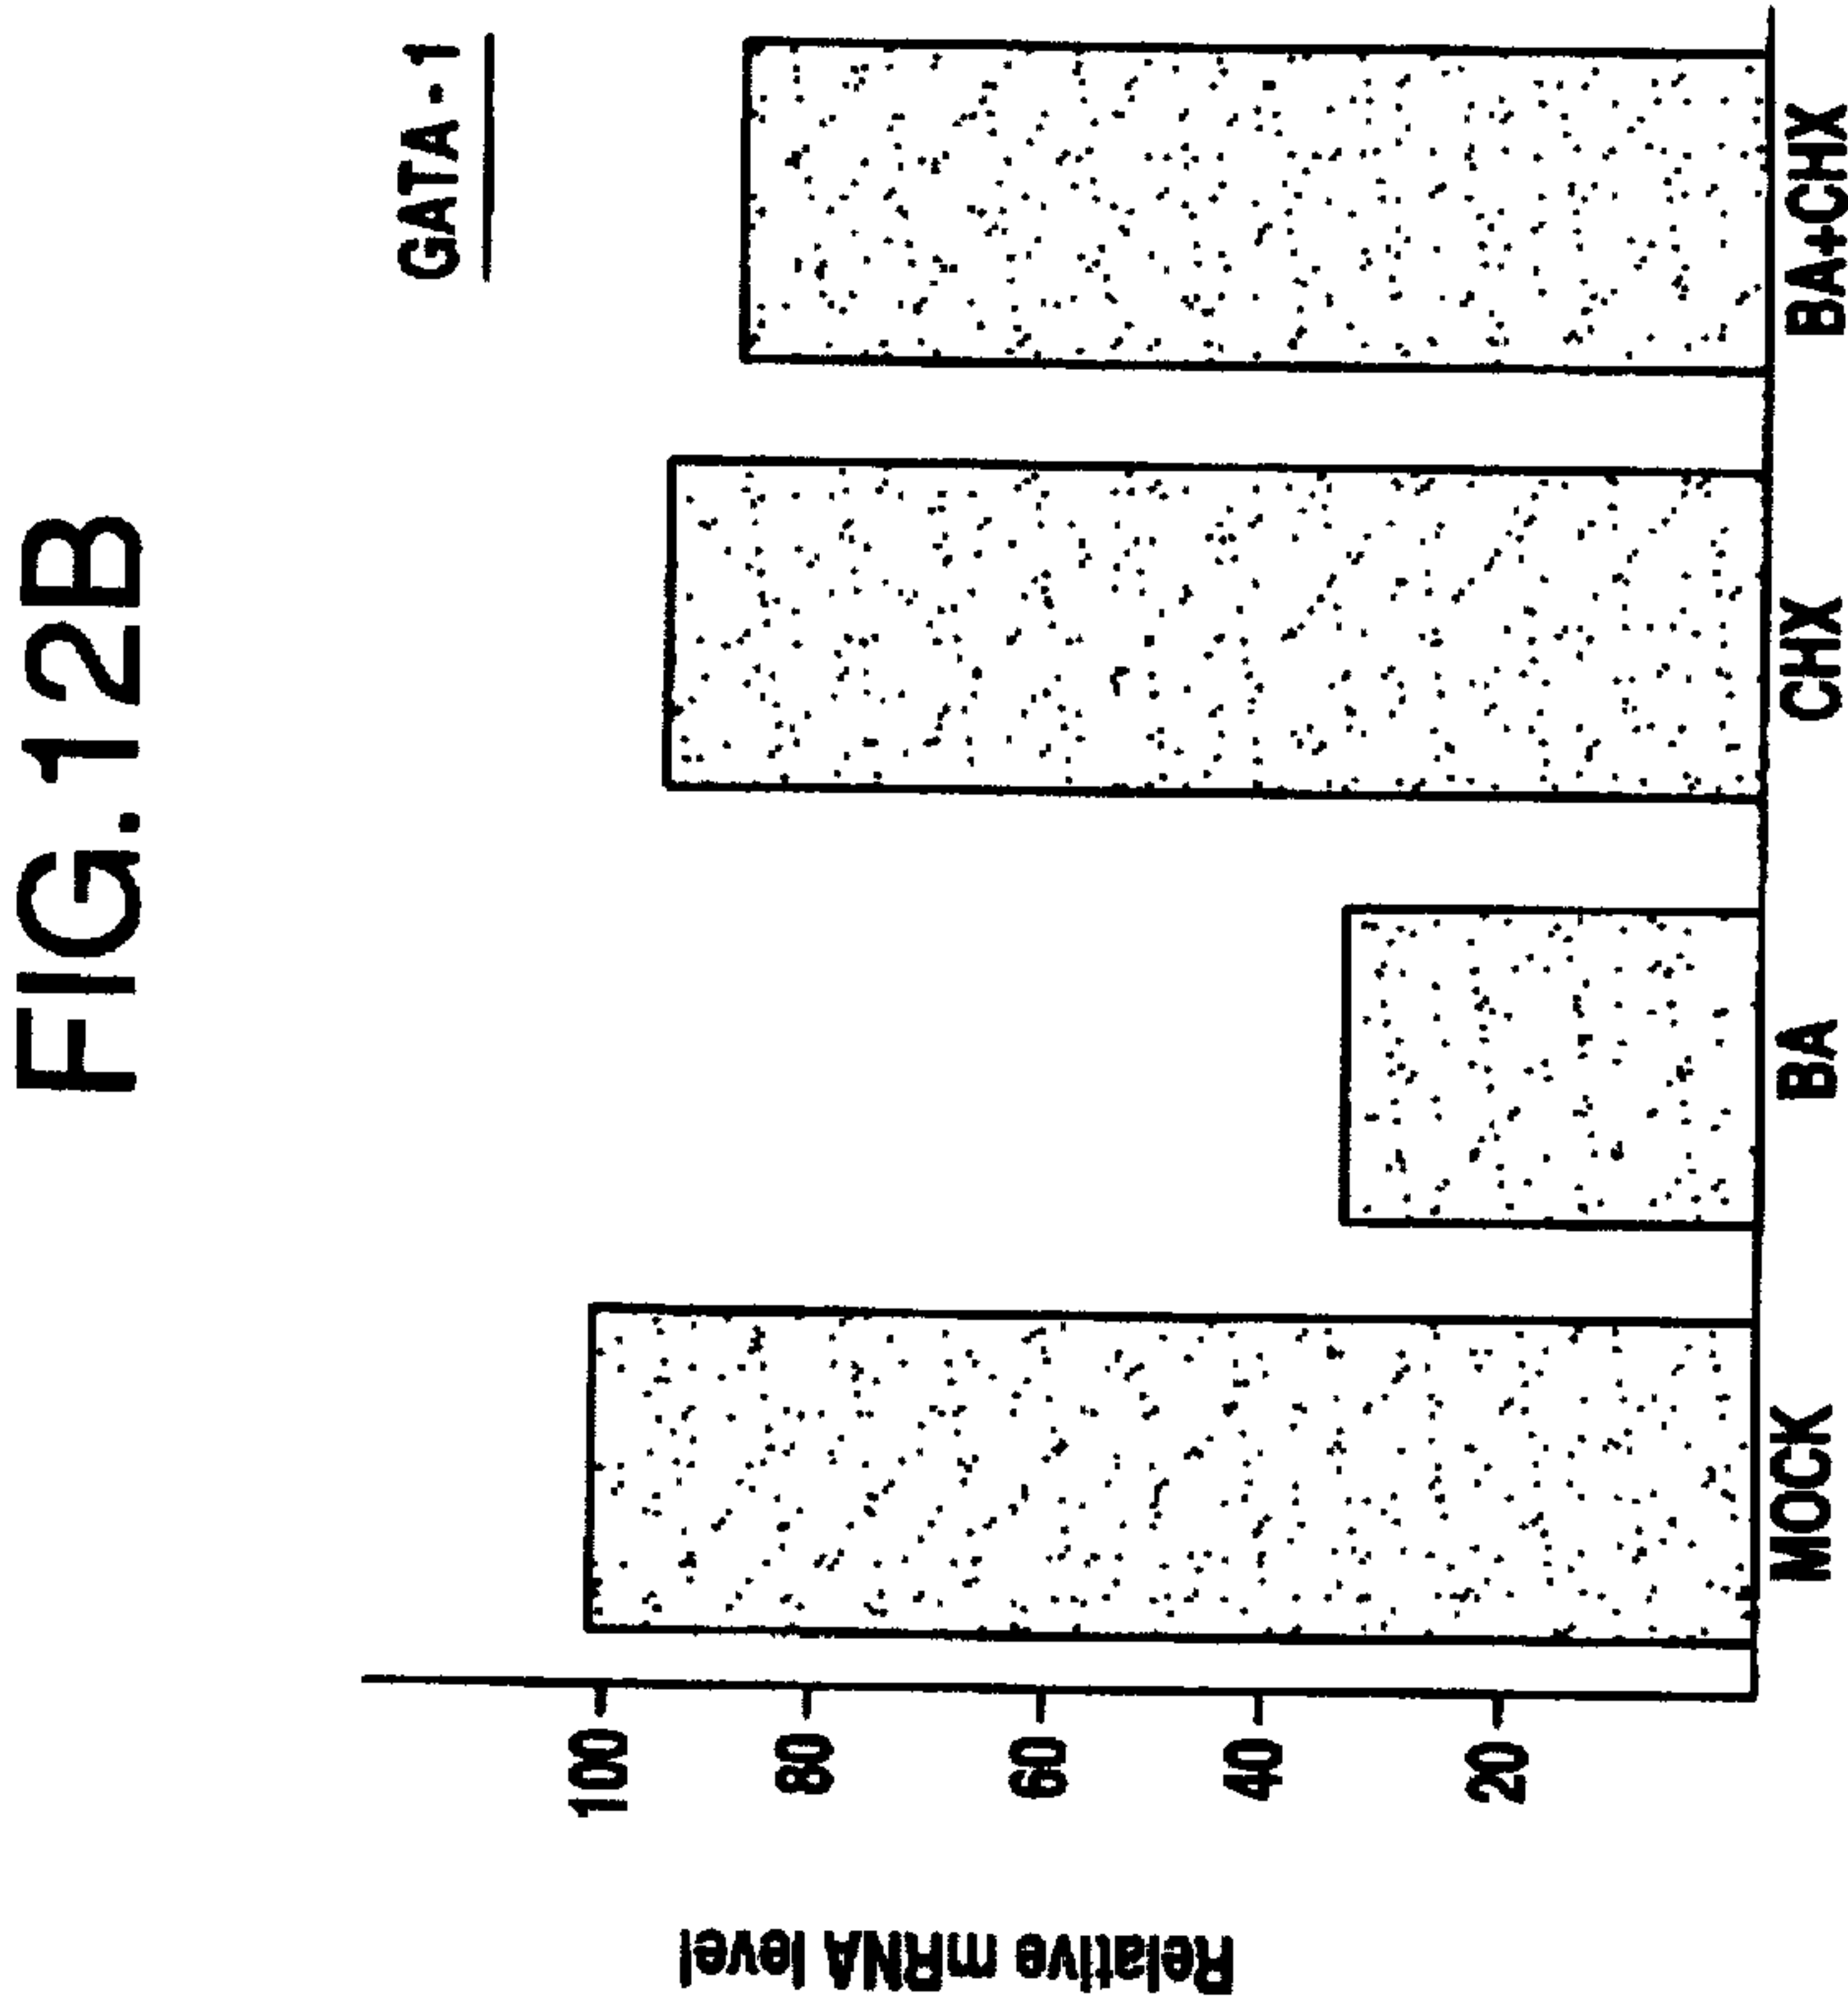 FIG.12B
GATA-1
Relative mRNA level
100
80
60
40
20
MOCK BA CHX BA+CHX